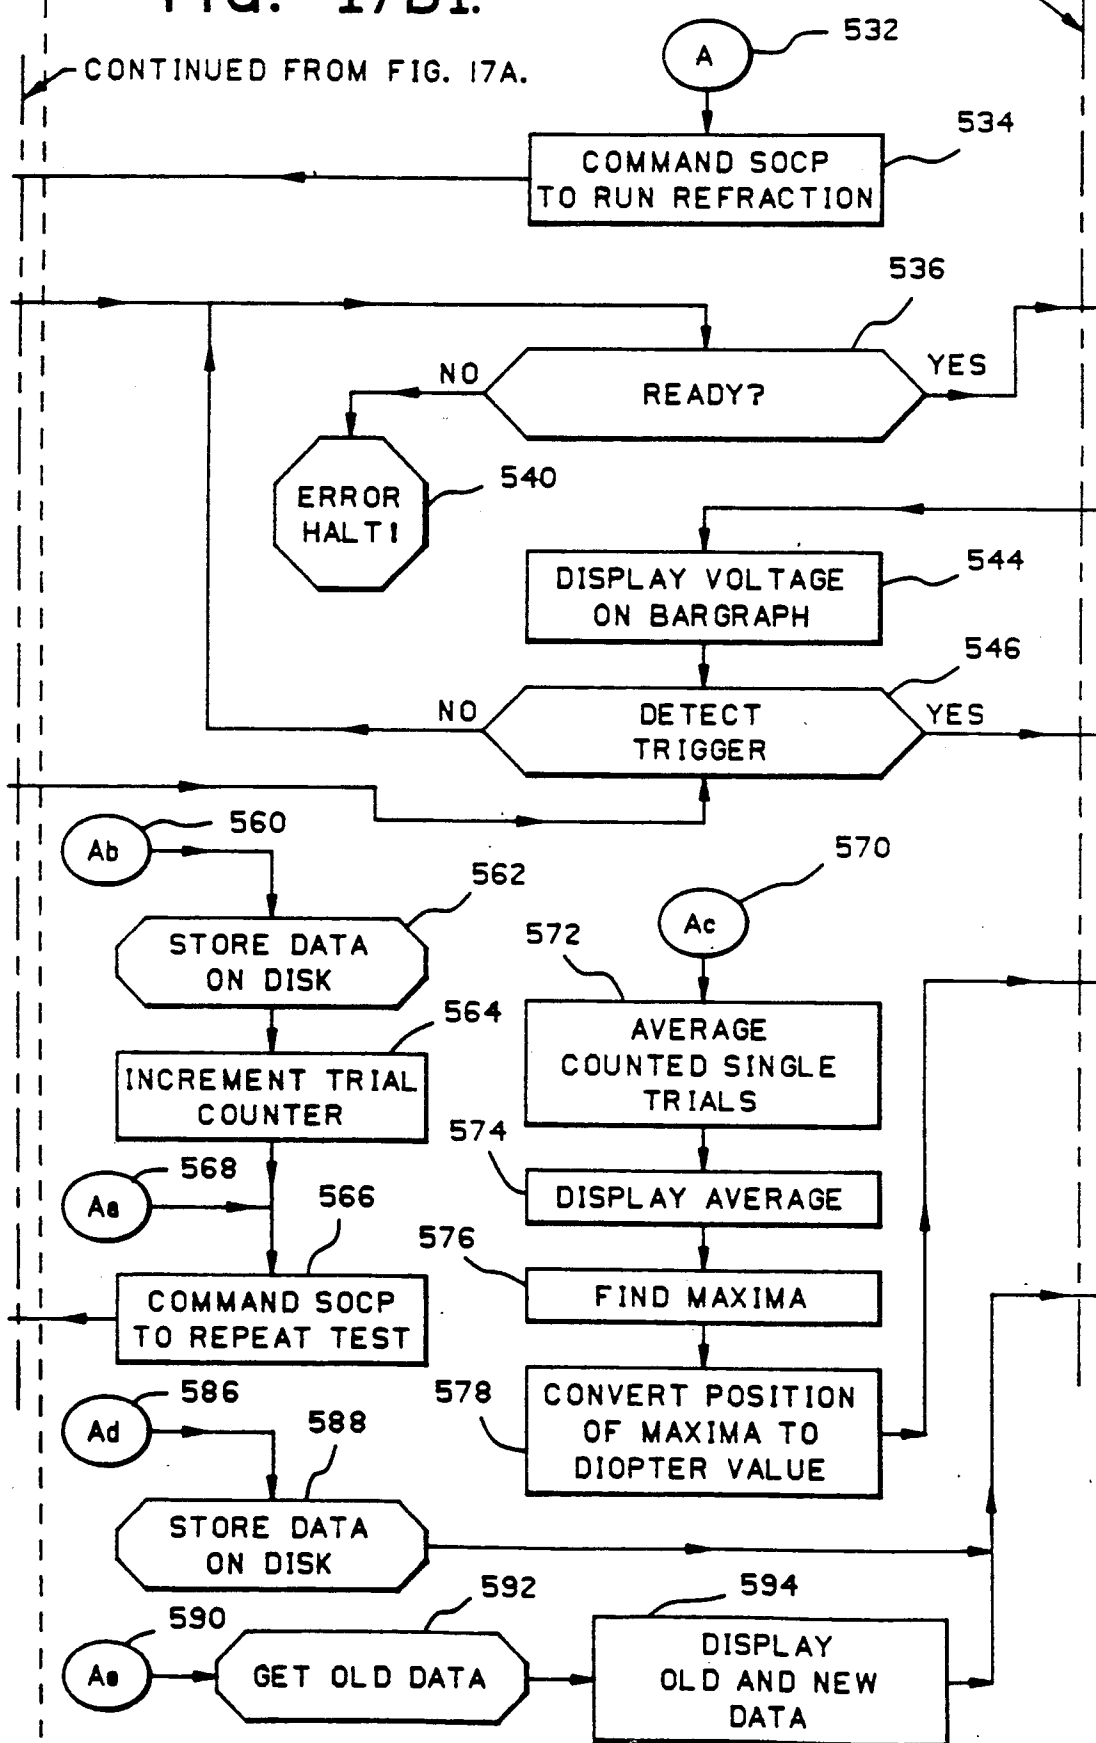 FIG. 17B1.
CONTINUED FROM FIG. 17A.
A
532
534
COMMAND SOCP
TO RUN REFRACTION
536
NO
READY?
YES
ERROR
HALT!
540
544
DISPLAY VOLTAGE
ON BARGRAPH
546
NO
DETECT
TRIGGER
YES
Ab
560
562
STORE DATA
ON DISK
564
INCREMENT TRIAL
COUNTER
Aa
568
566
COMMAND SOCP
TO REPEAT TEST
570
Ac
572
AVERAGE
COUNTED SINGLE
TRIALS
574
DISPLAY AVERAGE
576
FIND MAXIMA
578
CONVERT POSITION
OF MAXIMA TO
DIOPTER VALUE
Ad
586
588
STORE DATA
ON DISK
590
Ae
592
GET OLD DATA
594
DISPLAY
OLD AND NEW
DATA